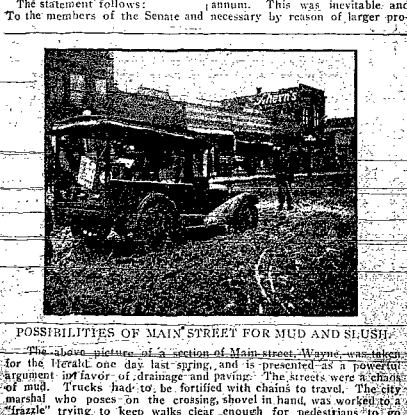 The statement follows:
To the members of the Senate and
annum. This was inevitable and
necessary by reason of larger pro-
POSSIBILITIES OF MAIN STREET FOR MUD AND SLUSH.
The above picture of a section of Main street, Wayne, was taken
for the Herald one day last spring, and is presented as a powerful
argument in favor of drainage and paving. The streets were a chaos
of mud. Trucks had to be fortified with chains to travel. The city
marshal who poses on the crossing, shovel in hand, was worked to a
"frazzle" trying to keep walks clear enough for pedestrians to